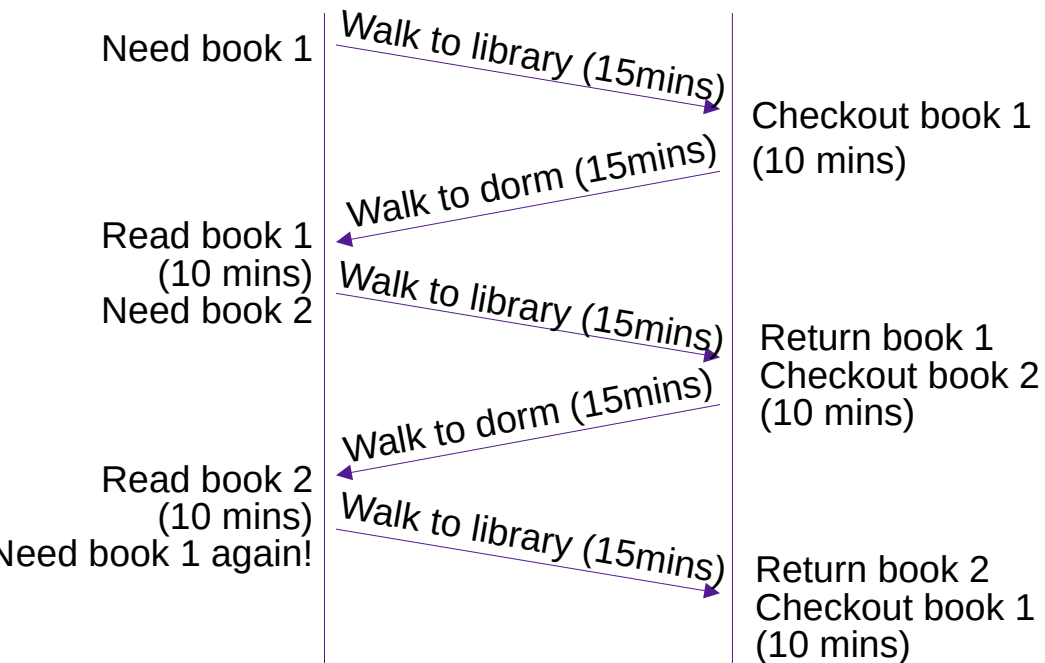 Need book 1
Walk to library (15mins)
Checkout book 1
(10 mins)
Walk to dorm (15mins)
Read book 1
(10 mins)
Need book 2
Walk to library (15mins)
Return book 1
Checkout book 2
(10 mins)
Walk to dorm (15mins)
Read book 2
(10 mins)
Need book 1 again!
Walk to library (15mins)
Return book 2
Checkout book 1
(10 mins)